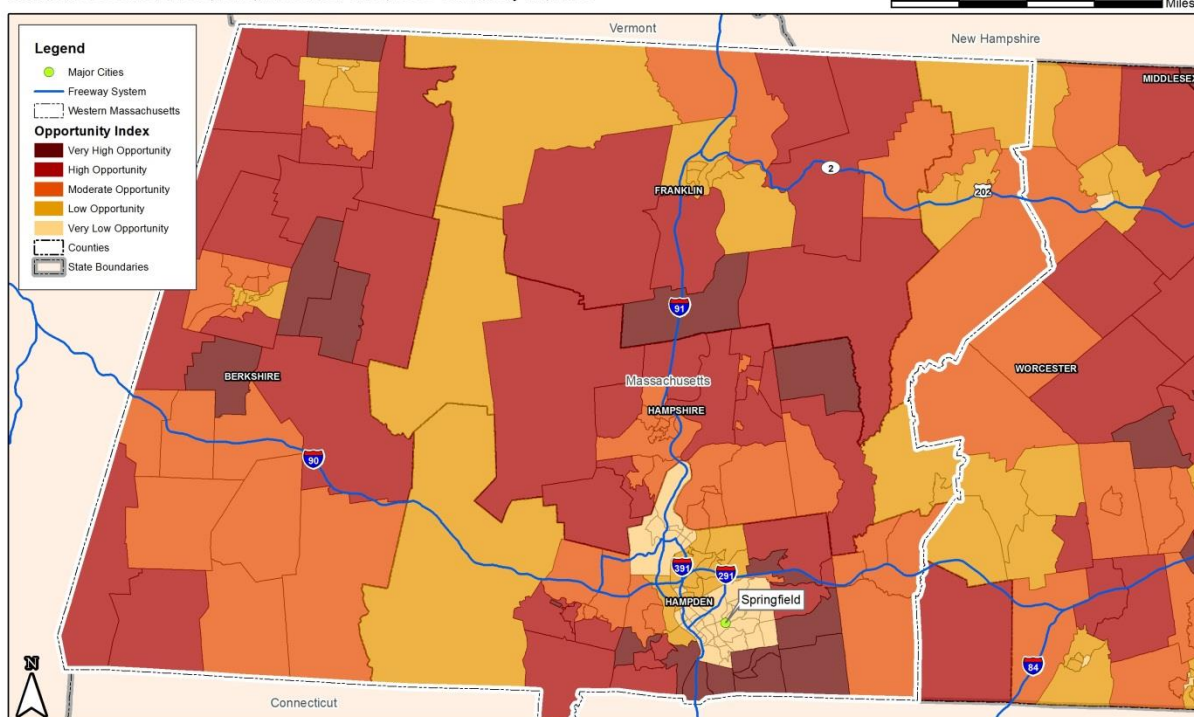 Miles
Vermont
New Hampshire
Legend
Major Cities
Freeway System
Western Massachusetts
Opportunity Index
Very High Opportunity
High Opportunity
Moderate Opportunity
Low Opportunity
Very Low Opportunity
Counties
State Boundaries
MIDDLESEX
2
FRANKLIN
202
91
BERKSHIRE
WORCESTER
Massachusetts
HAMPSHIRE
90
391
291
HAMPDEN
Springfield
84
N
Connecticut